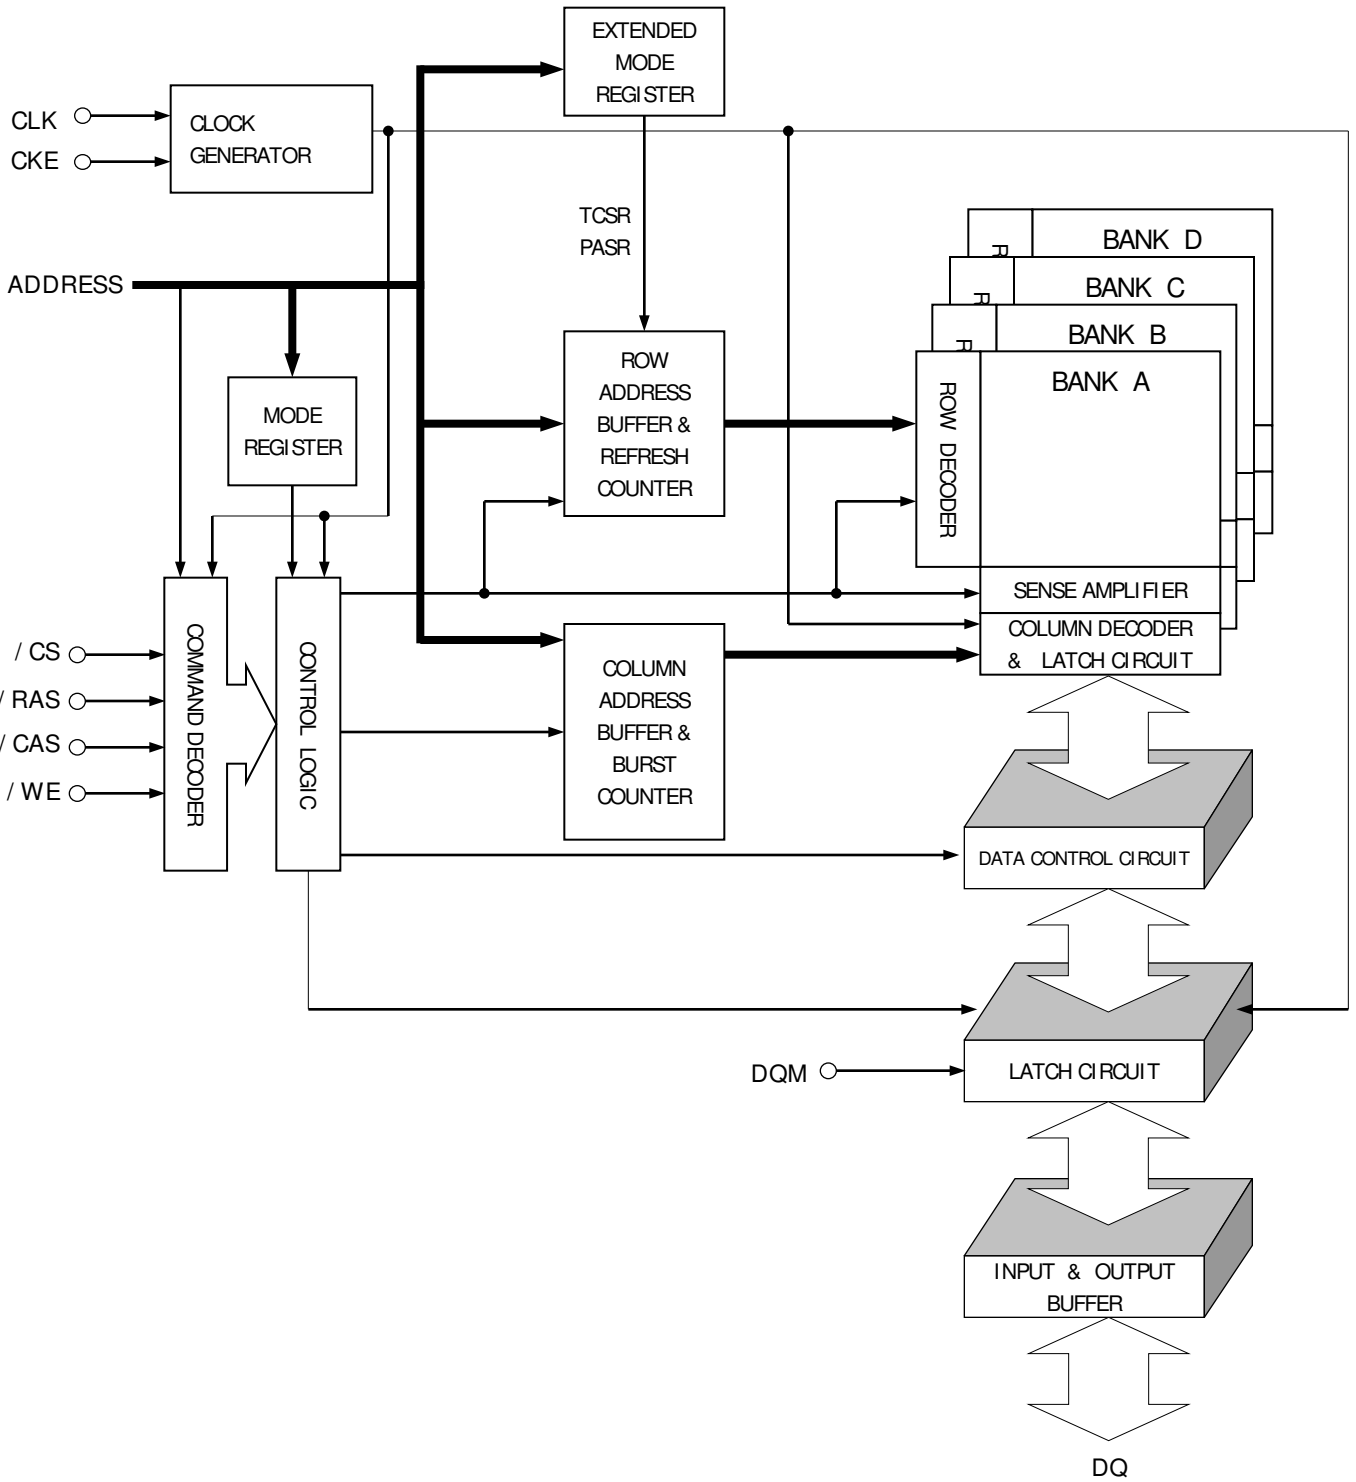 EXTENDED
MODE
REGISTER
CLK
CKE
CLOCK
GENERATOR
TCSR
PASR
ADDRESS
MODE
REGISTER
ROW
ADDRESS
BUFFER &
REFRESH
COUNTER
R
BANK D
R
BANK C
R
BANK B
ROW DECODER
BANK A
SENSE AMPLIFIER
COLUMN DECODER
& LATCH CIRCUIT
/ CS
/ RAS
/ CAS
/ WE
COMMAND DECODER
CONTROL LOGIC
COLUMN
ADDRESS
BUFFER &
BURST
COUNTER
DATA CONTROL CIRCUIT
DQM
LATCH CIRCUIT
INPUT & OUTPUT
BUFFER
DQ